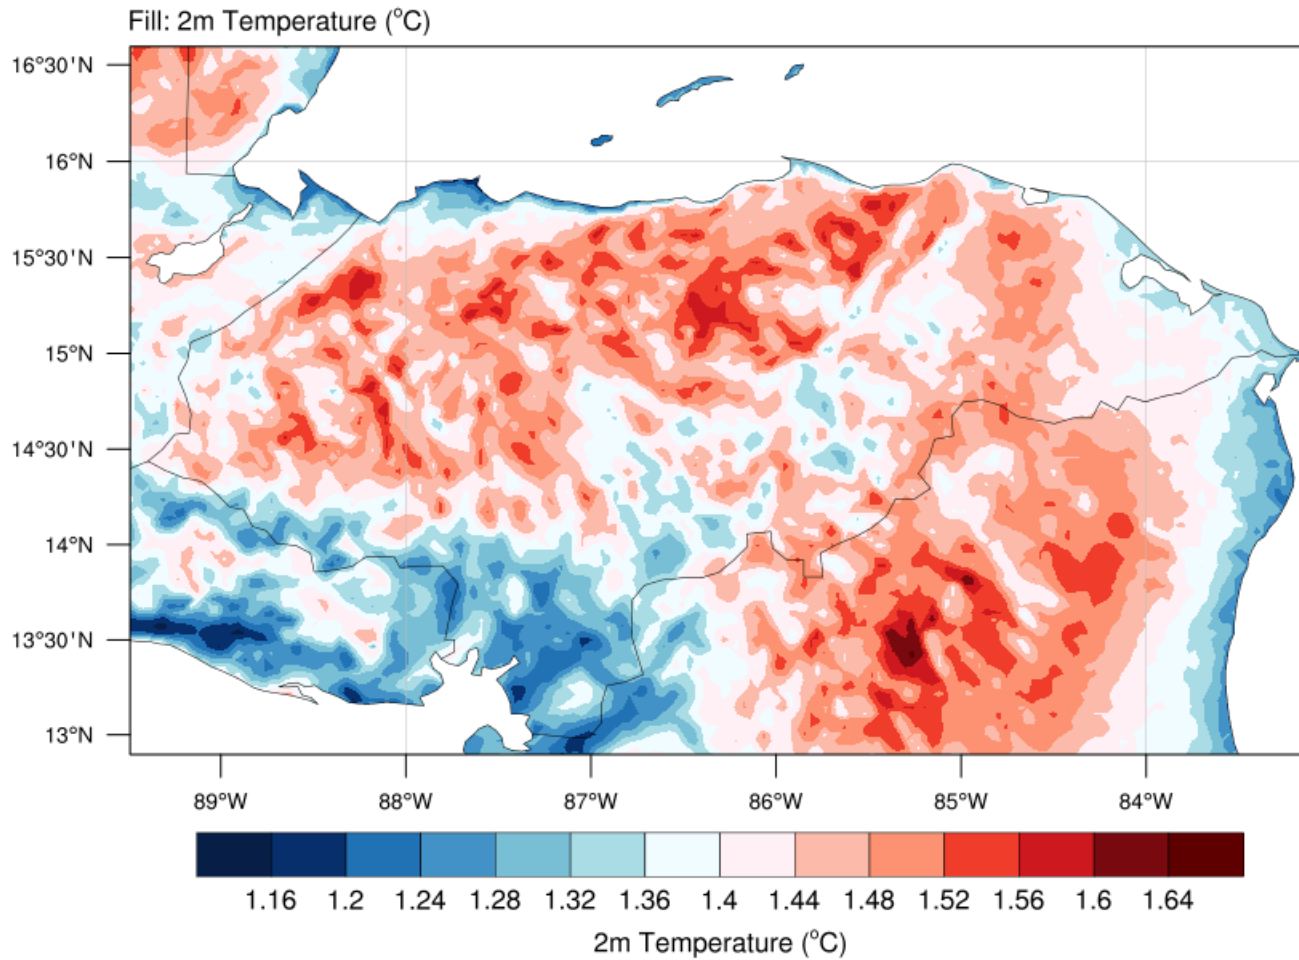 Fill: 2m Temperature (°C)
16°30'N
16°N
15°30'N
15°N
14°30'N
14°N
13°30'N
13°N
89°W 88°W 87°W 86°W 85°W 84°W
1.16 1.2 1.24 1.28 1.32 1.36 1.4 1.44 1.48 1.52 1.56 1.6 1.64
2m Temperature (°C)